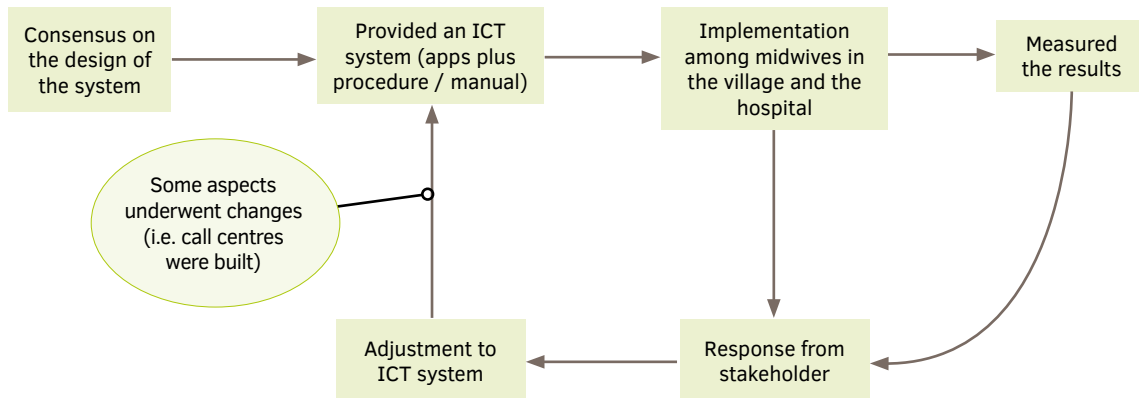 Consensus on
the design of
the system
Provided an ICT
system (apps plus
procedure / manual)
Implementation
among midwives in
the village and the
hospital
Measured
the results
Some aspects
underwent changes
(i.e. call centres
were built)
Adjustment to
ICT system
Response from
stakeholder